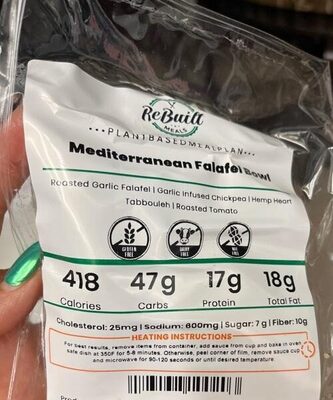 ReBuilt
MEALS
•••PLANT BASED MEAL PLAN•••
Mediterranean Falafel Bowl
Roasted Garlic Falafel | Garlic Infused Chickpea | Hemp Heart
Tabbouleh | Roasted Tomato
GLUTEN FREE
DAIRY FREE
NUT FREE
418 47g 17g 18g
Calories Carbs Protein Total Fat
Cholesterol: 25mg | Sodium: 600mg | Sugar: 7g | Fiber: 10g
HEATING INSTRUCTIONS
For best results, remove items from container, add sauce from cup and bake in oven
safe dish at 350F for 5-8 minutes. Otherwise, peel corner of film, remove sauce cup
and microwave for 90-120 seconds or until desired temperature.